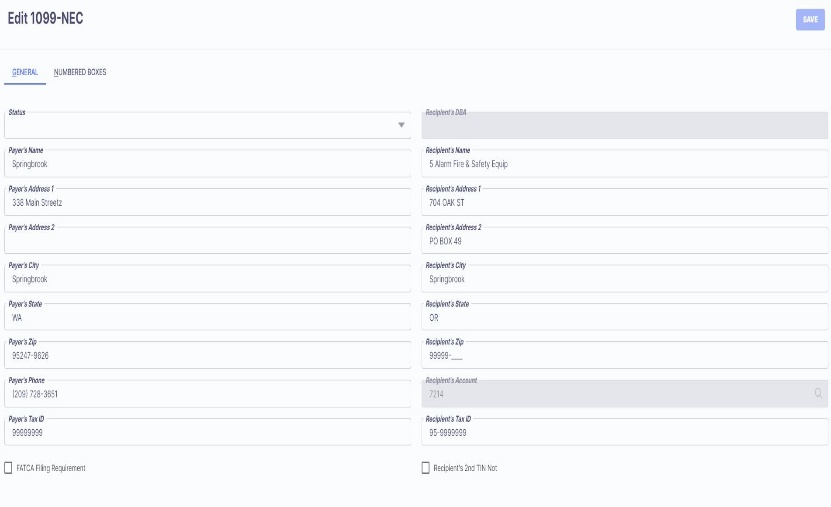 Edit 1099-NEC
SAVE
GENERAL
NUMBERED BOXES
Status
Recipient's DBA
Payer's Name
Springbrook
Recipient's Name
5 Alarm Fire & Safety Equip
Payer's Address 1
338 Main Streetz
Recipient's Address 1
704 OAK ST
Payer's Address 2
Recipient's Address 2
PO BOX 49
Payer's City
Springbrook
Recipient's City
Springbrook
Payer's State
WA
Recipient's State
OR
Payer's Zip
95247-9626
Recipient's Zip
99999-___
Payer's Phone
(209) 728-3651
Recipient's Account
7214
Payer's Tax ID
99999999
Recipient's Tax ID
95-9999999
FATCA Filing Requirement
Recipient's 2nd TIN Not